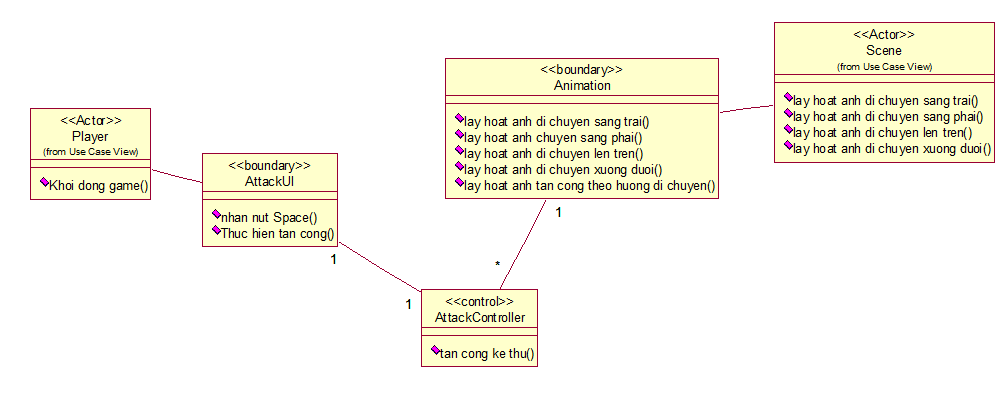 <<Actor>>
Player
(from Use Case View)
Khoi dong game()
<<boundary>>
AttackUI
nhan nut Space()
Thuc hien tan cong()
1
1
<<control>>
AttackController
tan cong ke thu()
*
1
<<boundary>>
Animation
lay hoat anh di chuyen sang trai()
lay hoat anh chuyen sang phai()
lay hoat anh di chuyen len tren()
lay hoat anh di chuyen xuong duoi()
lay hoat anh tan cong theo huong di chuyen()
<<Actor>>
Scene
(from Use Case View)
lay hoat anh di chuyen sang trai()
lay hoat anh di chuyen sang phai()
lay hoat anh di chuyen len tren()
lay hoat anh di chuyen xuong duoi()